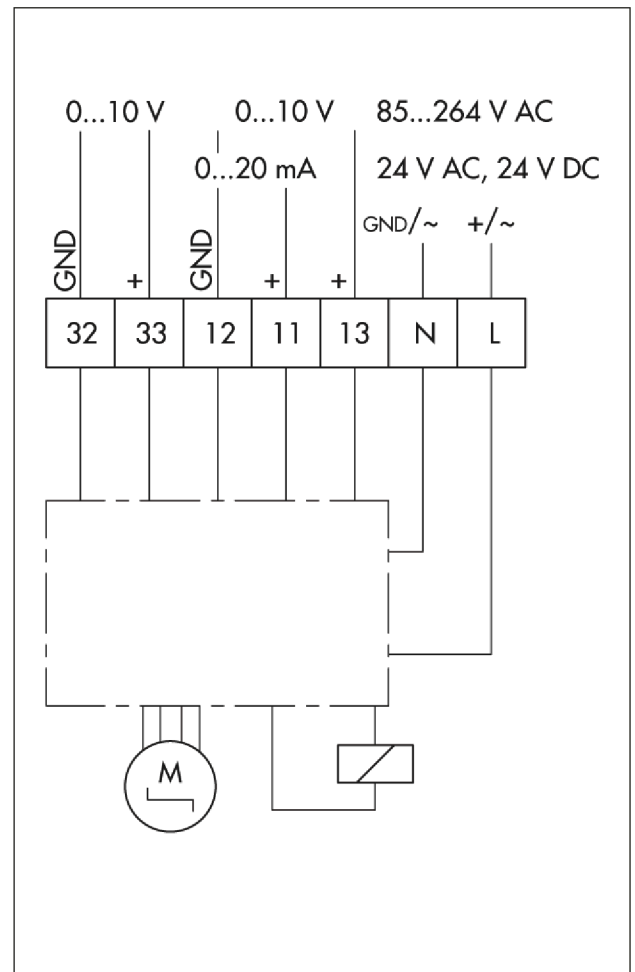 0...10 V 0...10 V 85...264 V AC
0...20 mA 24 V AC, 24 V DC
GND/~ +/~
GND + GND + +
32 33 12 11 13 N L
M